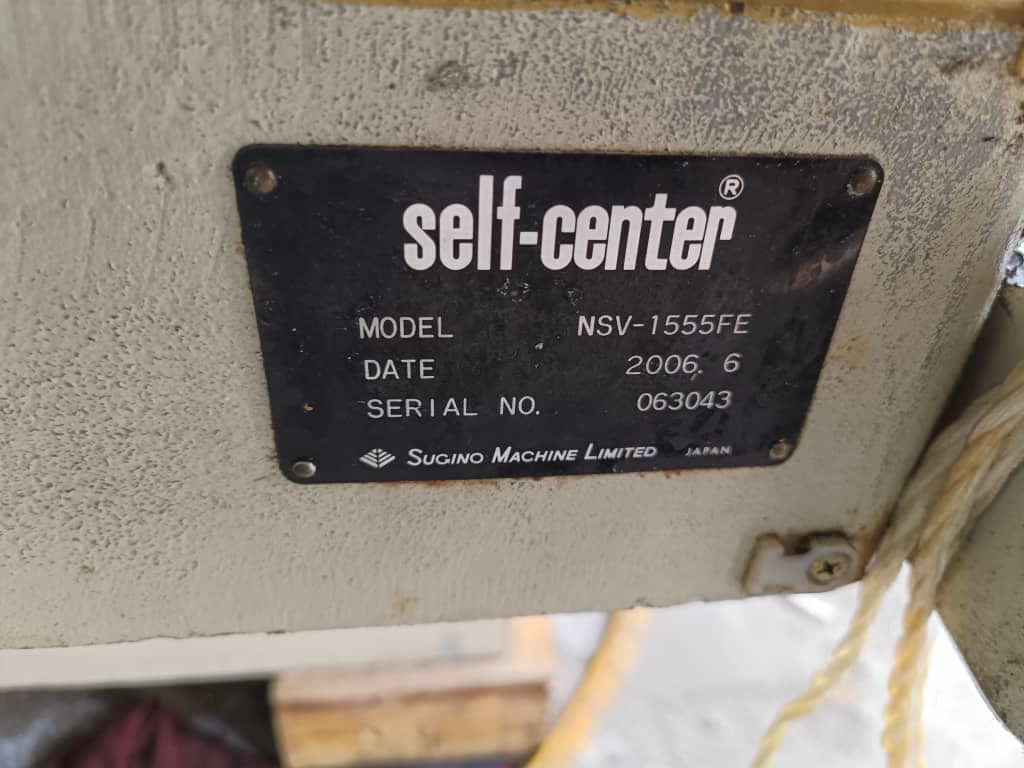 self-center®
MODEL NSV-1555FE
DATE 2006. 6
SERIAL NO. 063043
SUGINO MACHINE LIMITED JAPAN